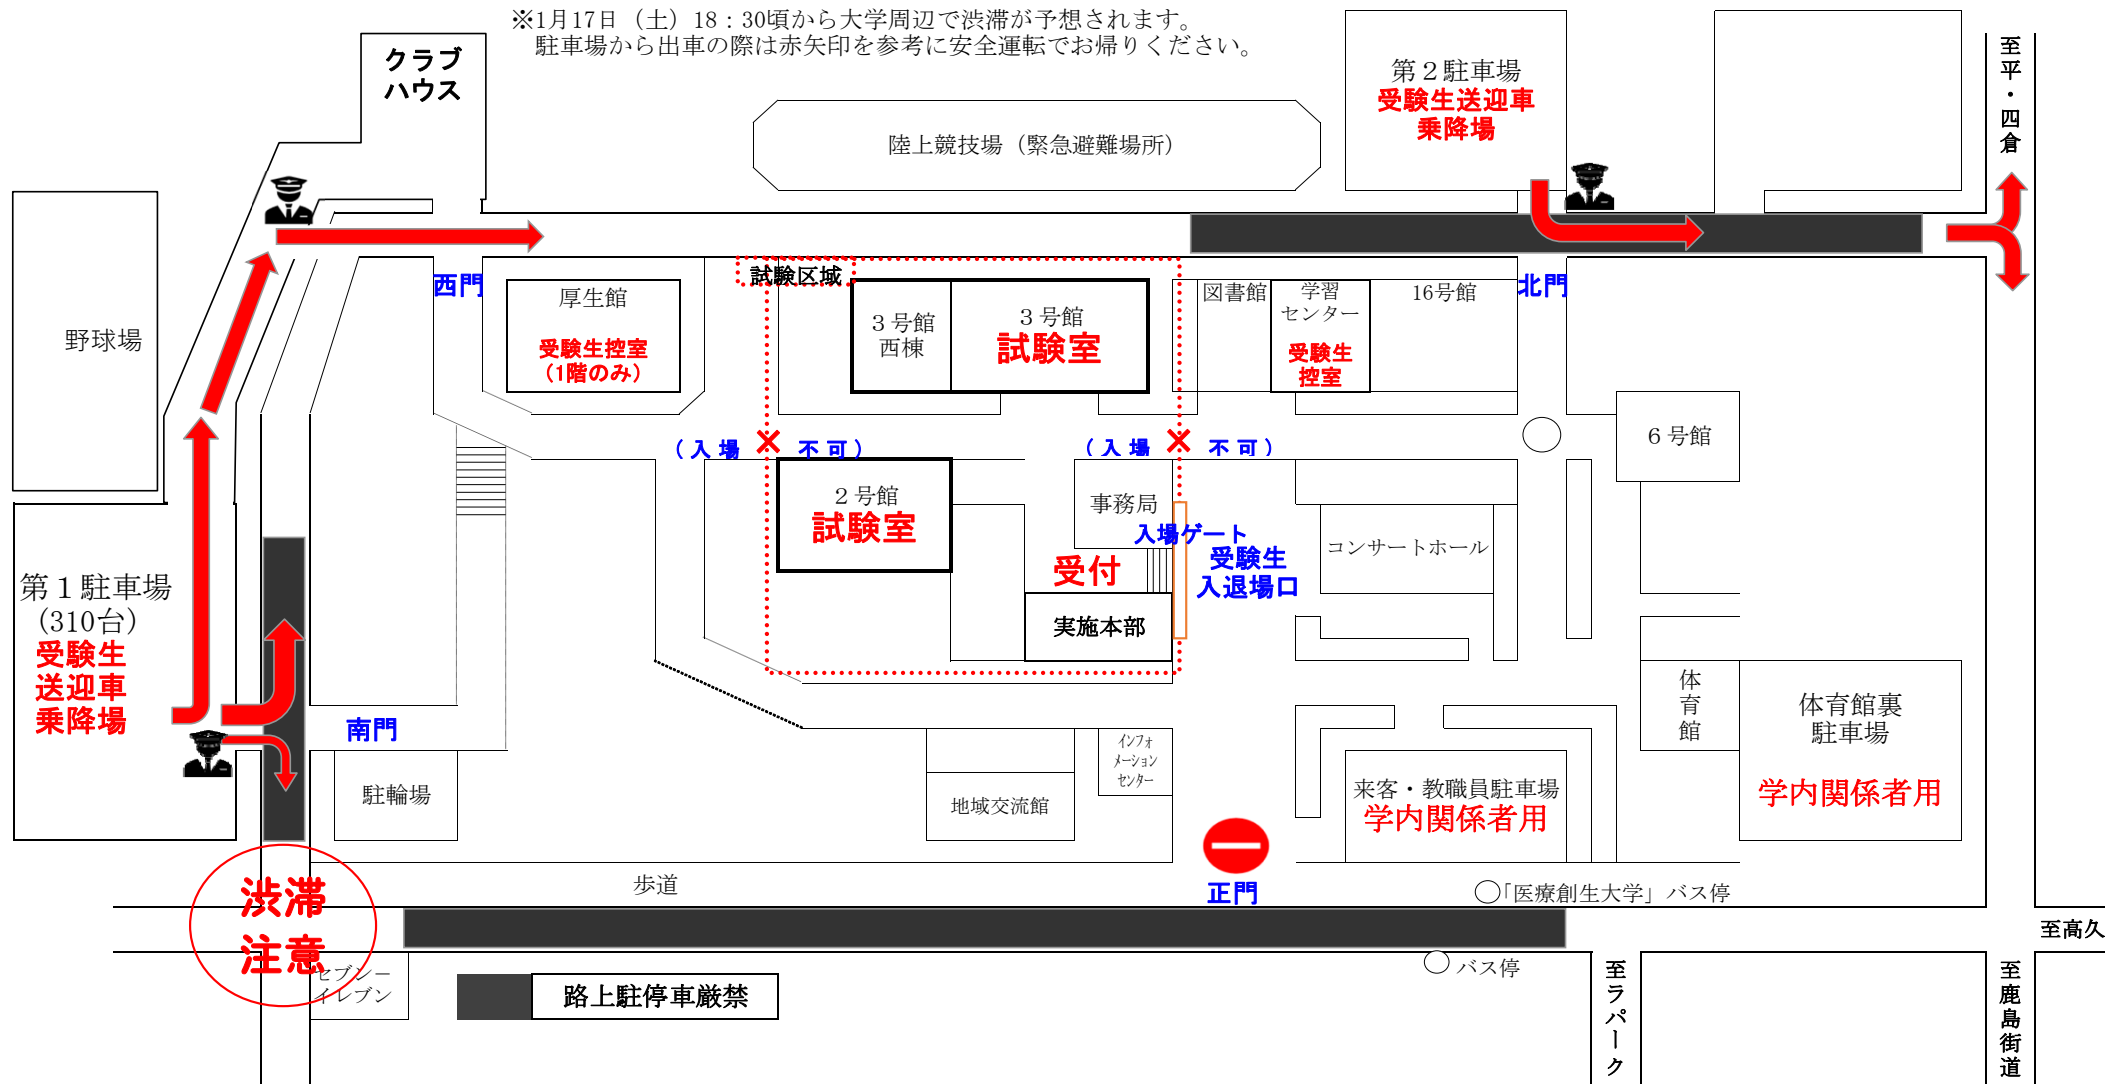 ※1月17日（土）18：30頃から大学周辺で渋滞が予想されます。
駐車場から出車の際は赤矢印を参考に安全運転でお帰りください。
クラブ
ハウス
陸上競技場（緊急避難場所）
第２駐車場
受験生送迎車
乗降場
至平・四倉
野球場
西門
厚生館
受験生控室
（1階のみ）
試験区域
３号館
西棟
３号館
試験室
図書館
学習
センター
受験生
控室
16号館
北門
６号館
（入場 不可）
（入場 不可）
２号館
試験室
事務局
入場ゲート
受験生
入退場口
受付
実施本部
コンサートホール
第１駐車場
（310台）
受験生
送迎車
乗降場
南門
駐輪場
体育館
体育館裏
駐車場
学内関係者用
インフォ
メーション
センター
地域交流館
来客・教職員駐車場
学内関係者用
正門
歩道
「医療創生大学」バス停
渋滞
注意
至高久
セブン－
イレブン
路上駐停車厳禁
バス停
至ラパーク
至鹿島街道